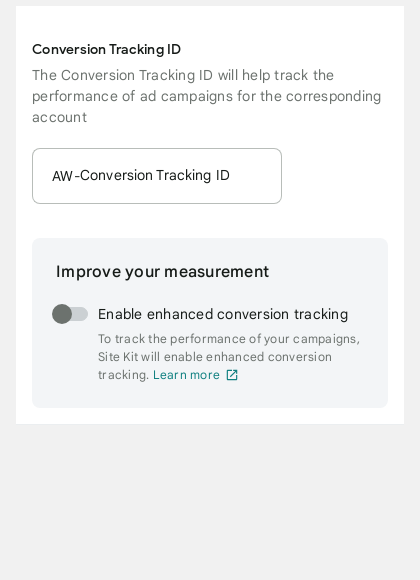 Conversion Tracking ID
The Conversion Tracking ID will help track the
performance of ad campaigns for the corresponding
account
AW-Conversion Tracking ID
Improve your measurement
Enable enhanced conversion tracking
To track the performance of your campaigns,
Site Kit will enable enhanced conversion
tracking. Learn more